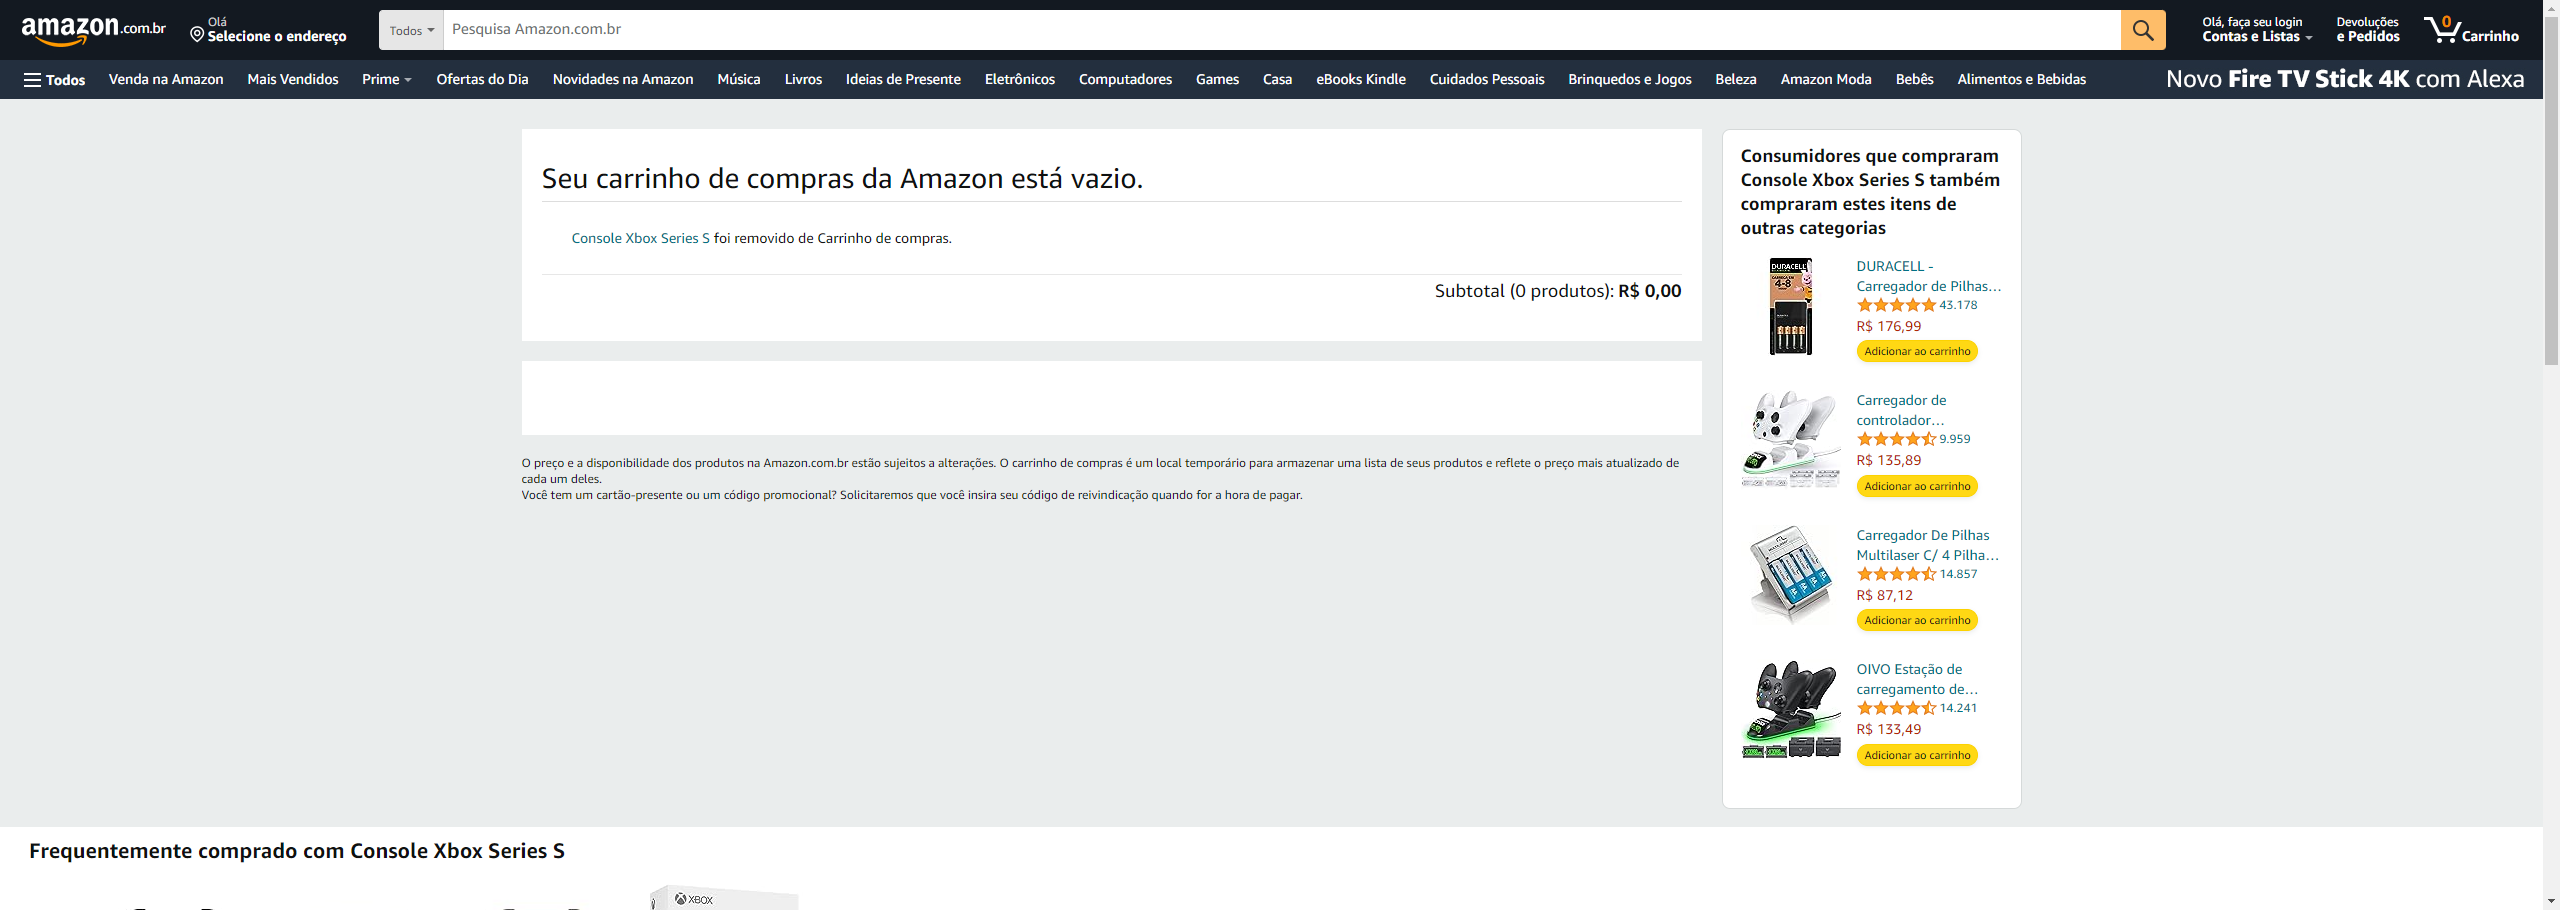 amazon.com.br
Olá
Selecione o endereço
Todos
Pesquisa Amazon.com.br
Olá, faça seu login
Contas e Listas
Devoluções
e Pedidos
0
Carrinho
Todos
Venda na Amazon
Mais Vendidos
Prime
Ofertas do Dia
Novidades na Amazon
Música
Livros
Ideias de Presente
Eletrônicos
Computadores
Games
Casa
eBooks Kindle
Cuidados Pessoais
Brinquedos e Jogos
Beleza
Amazon Moda
Bebês
Alimentos e Bebidas
Novo Fire TV Stick 4K com Alexa
Seu carrinho de compras da Amazon está vazio.
Console Xbox Series S foi removido de Carrinho de compras.
Subtotal (0 produtos): R$ 0,00
O preço e a disponibilidade dos produtos na Amazon.com.br estão sujeitos a alterações. O carrinho de compras é um local temporário para armazenar uma lista de seus produtos e reflete o preço mais atualizado de
cada um deles.
Você tem um cartão-presente ou um código promocional? Solicitaremos que você insira seu código de reivindicação quando for a hora de pagar.
Consumidores que compraram
Console Xbox Series S também
compraram estes itens de
outras categorias
DURACELL
4-8
DURACELL -
Carregador de Pilhas...
43.178
R$ 176,99
Adicionar ao carrinho
Carregador de
controlador...
9.959
R$ 135,89
Adicionar ao carrinho
Carregador De Pilhas
Multilaser C/ 4 Pilha...
14.857
R$ 87,12
Adicionar ao carrinho
OIVO Estação de
carregamento de...
14.241
R$ 133,49
Adicionar ao carrinho
Frequentemente comprado com Console Xbox Series S
XBOX